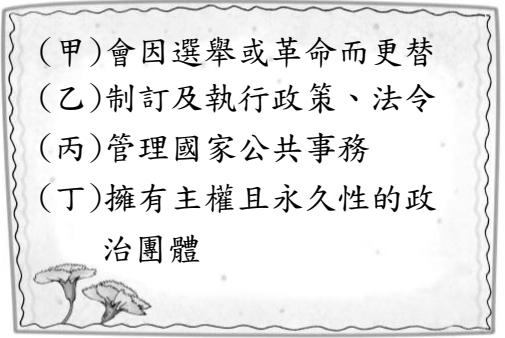 (甲)會因選舉或革命而更替
(乙)制訂及執行政策、法令
(丙)管理國家公共事務
(丁)擁有主權且永久性的政
治團體